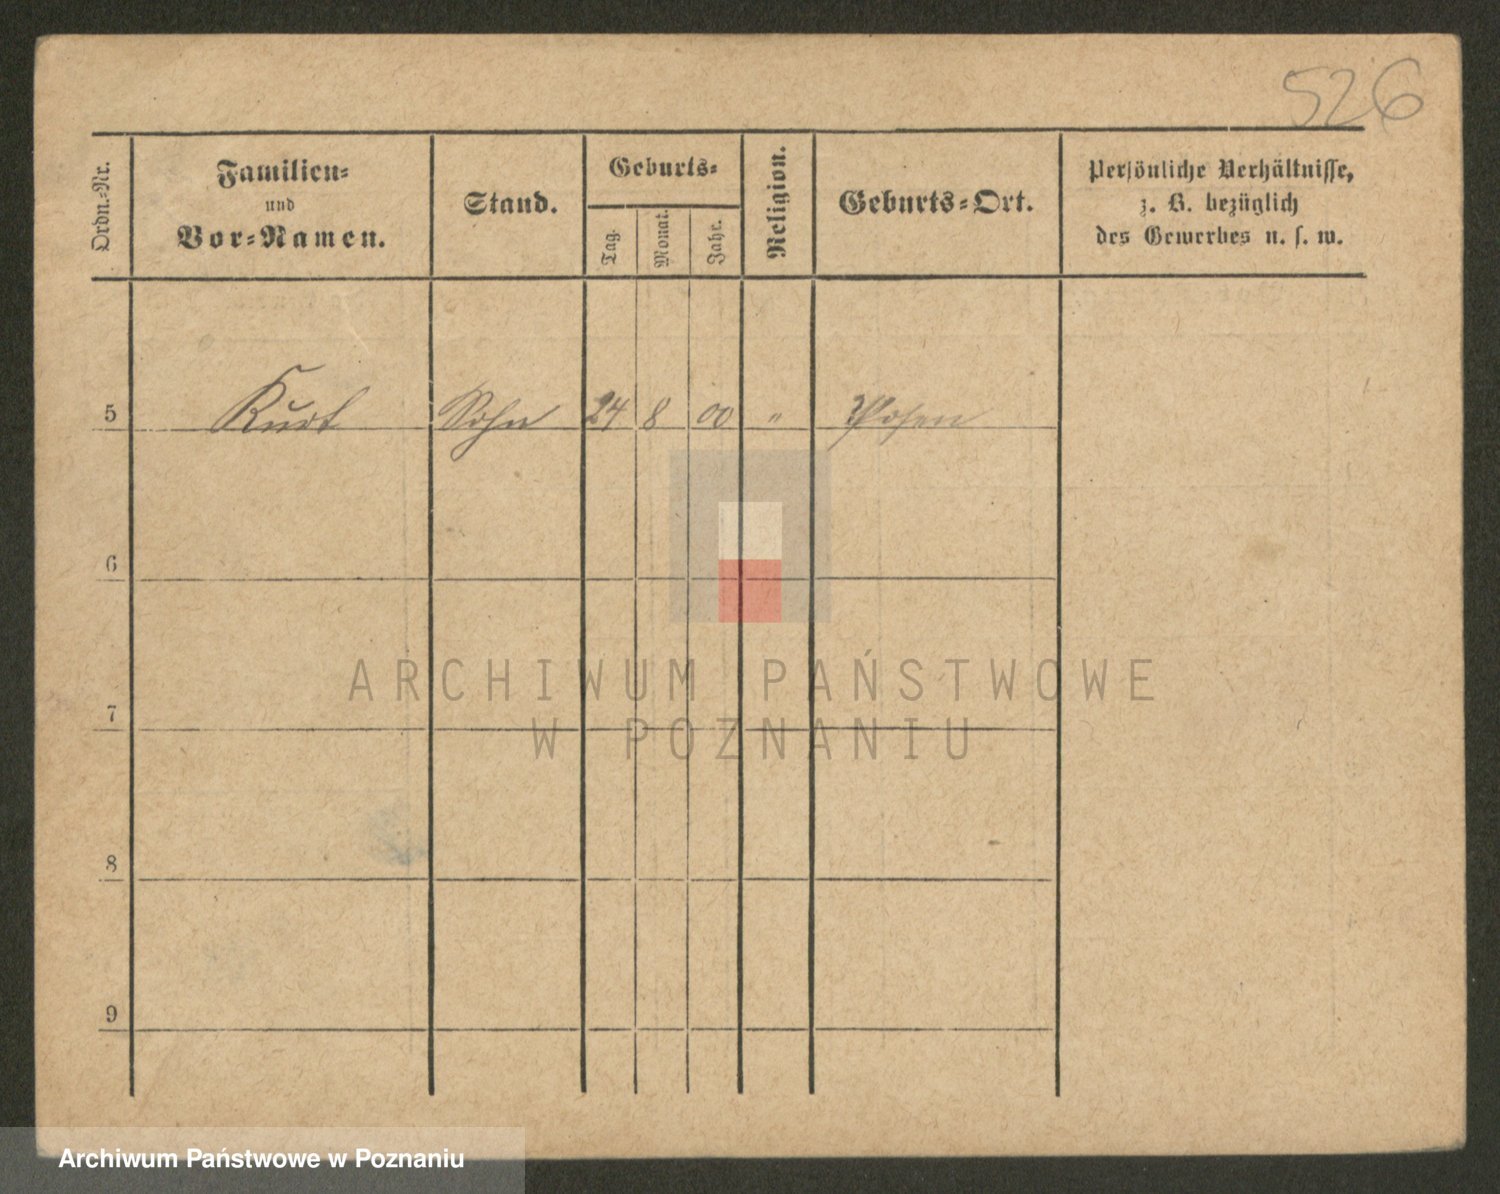 526
Ordn.-Nr.
Familien-
und
Vor-Namen.
Stand.
Geburts-
Tag.
Monat.
Jahr.
Religion.
Geburts-Ort.
Persönliche Verhältnisse,
z. B. bezüglich
des Gewerbes u. s. w.
5 Kurt Sohn 24 8 00 " Posen
6
7
8
9
ARCHIWUM PAŃSTWOWE
W POZNANIU
Archiwum Państwowe w Poznaniu